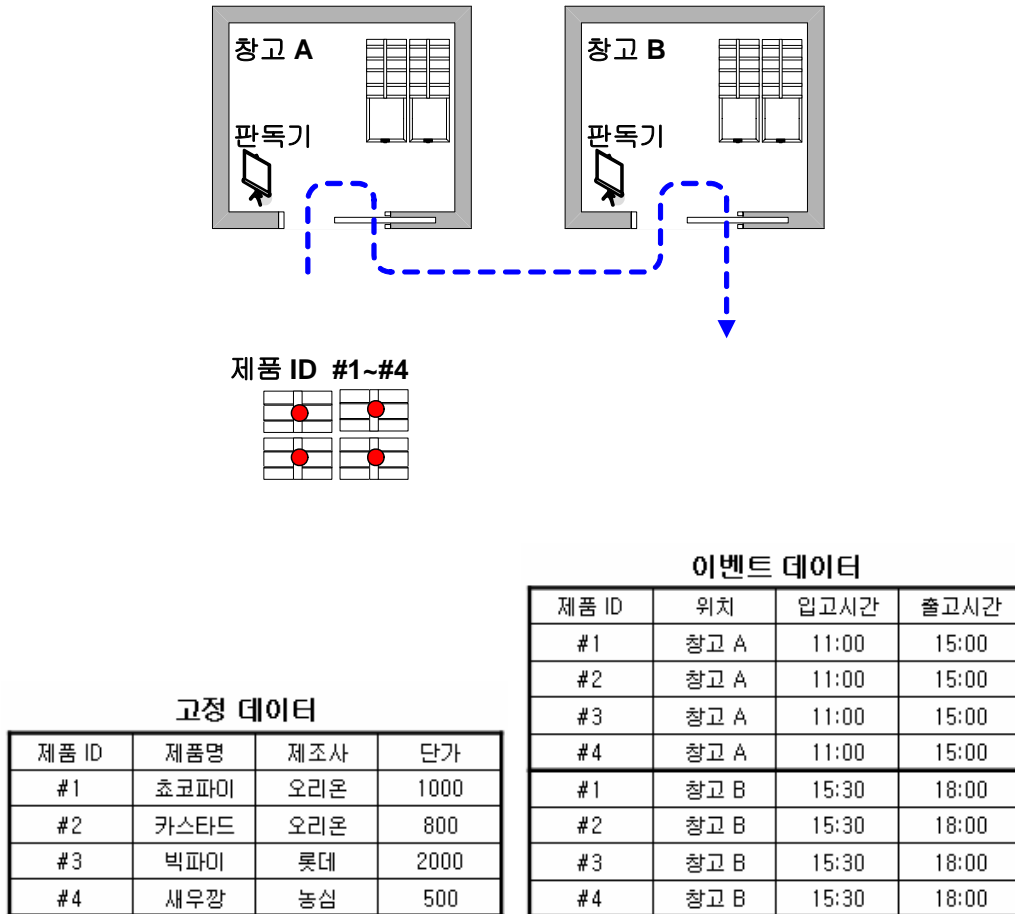 창고 A
창고 B
판독기
판독기
제품 ID #1~#4
이벤트 데이터
제품 ID 위치 입고시간 출고시간
#1 창고 A 11:00 15:00
#2 창고 A 11:00 15:00
#3 창고 A 11:00 15:00
#4 창고 A 11:00 15:00
#1 창고 B 15:30 18:00
#2 창고 B 15:30 18:00
#3 창고 B 15:30 18:00
#4 창고 B 15:30 18:00
고정 데이터
제품 ID 제품명 제조사 단가
#1 쵸코파이 오리온 1000
#2 카스타드 오리온 800
#3 빅파이 롯데 2000
#4 새우깡 농심 500